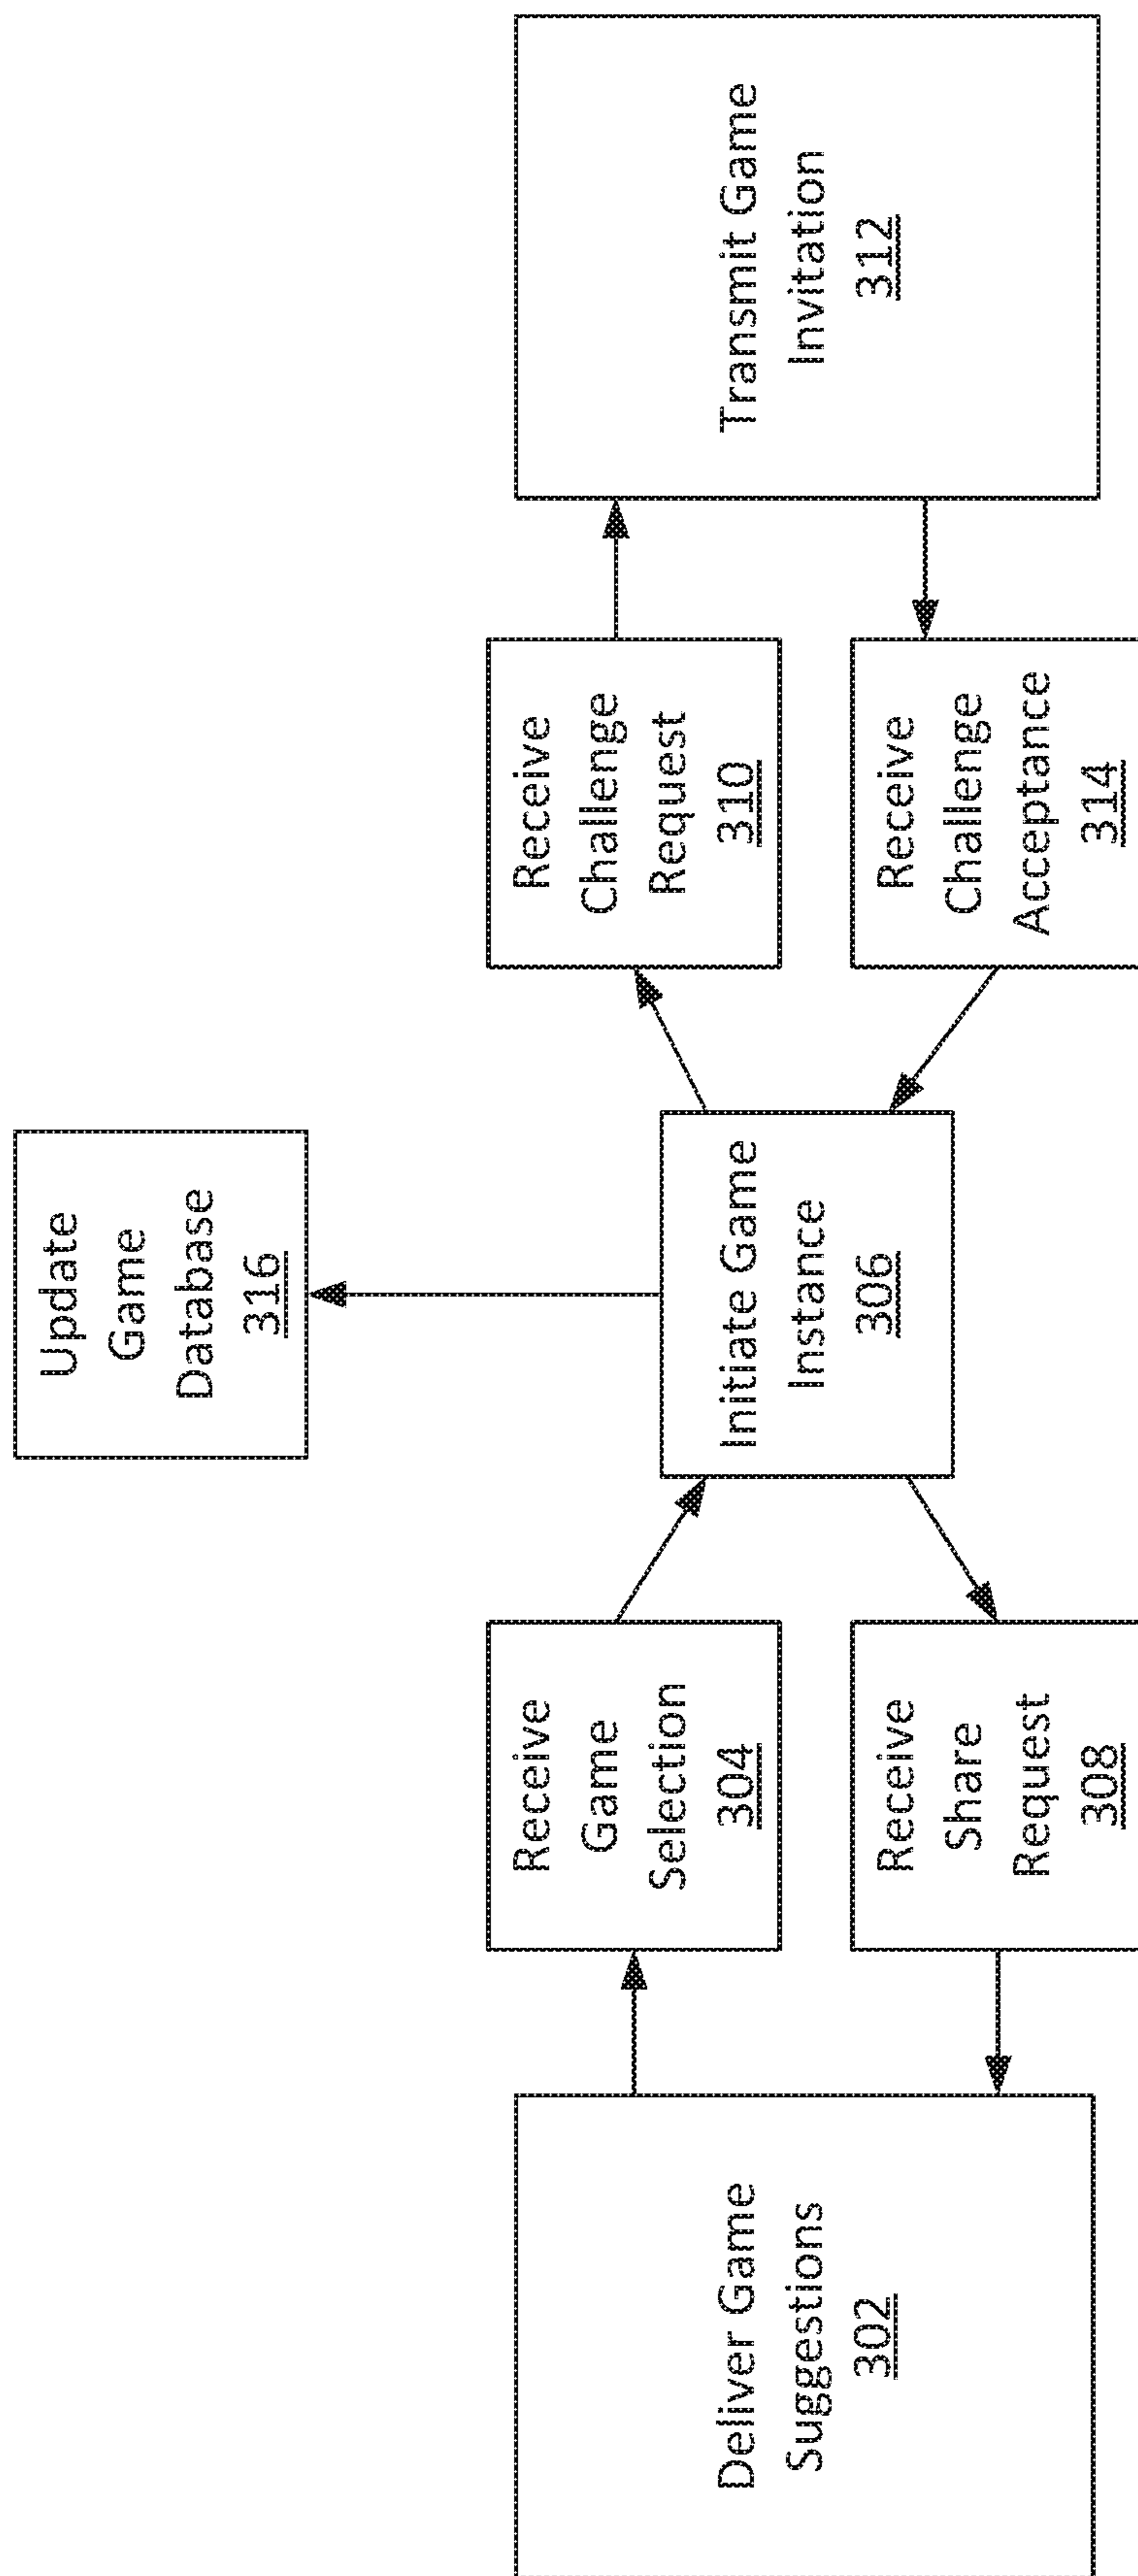 Update
Game
Database
316
Deliver Game
Suggestions
302
Receive
Game
Selection
304
Receive
Share
Request
308
Initiate Game
Instance
306
Receive
Challenge
Request
310
Receive
Challenge
Acceptance
314
Transmit Game
Invitation
312